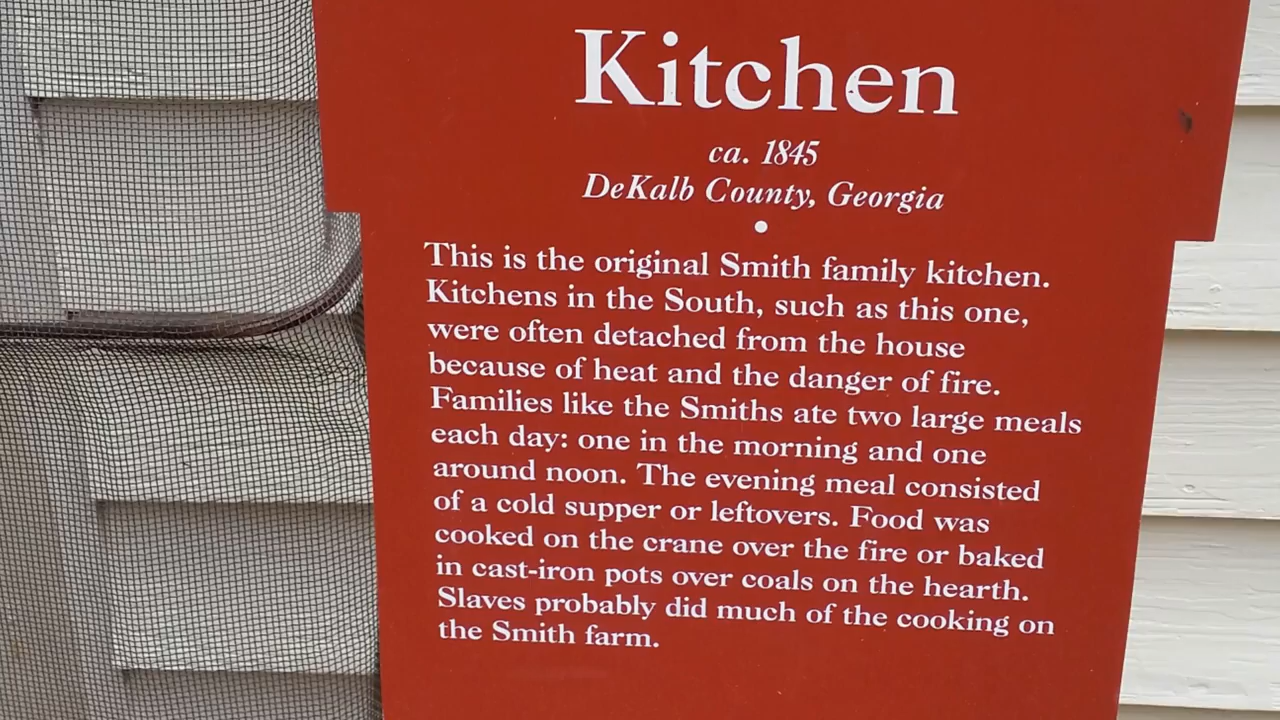 Kitchen
ca. 1845
DeKalb County, Georgia
This is the original Smith family kitchen.
Kitchens in the South, such as this one,
were often detached from the house
because of heat and the danger of fire.
Families like the Smiths ate two large meals
each day: one in the morning and one
around noon. The evening meal consisted
of a cold supper or leftovers. Food was
cooked on the crane over the fire or baked
in cast-iron pots over coals on the hearth.
Slaves probably did much of the cooking on
the Smith farm.